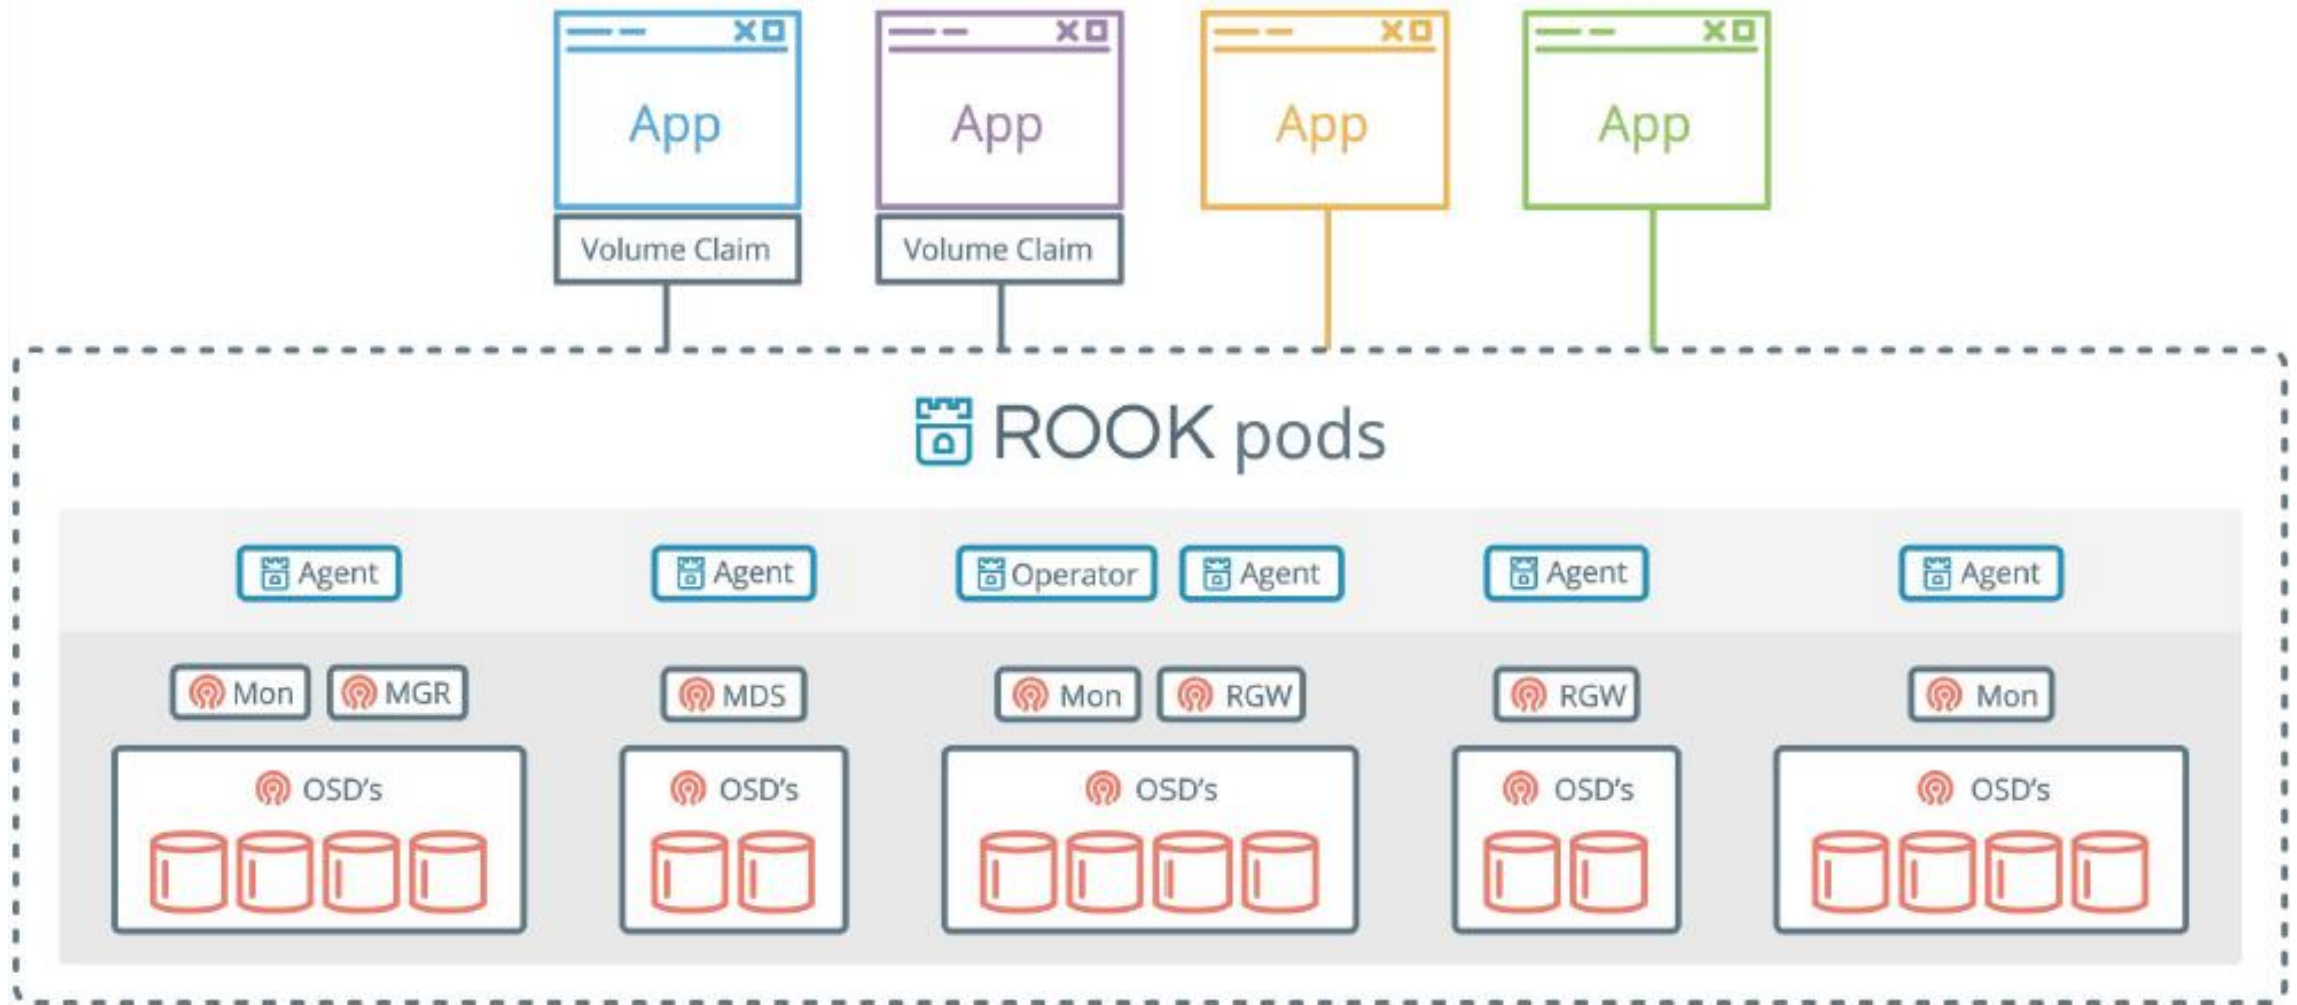 App App App App
Volume Claim Volume Claim
ROOK pods
Agent Agent Operator Agent Agent Agent
Mon MGR MDS Mon RGW RGW Mon
OSD’s OSD’s OSD’s OSD’s OSD’s